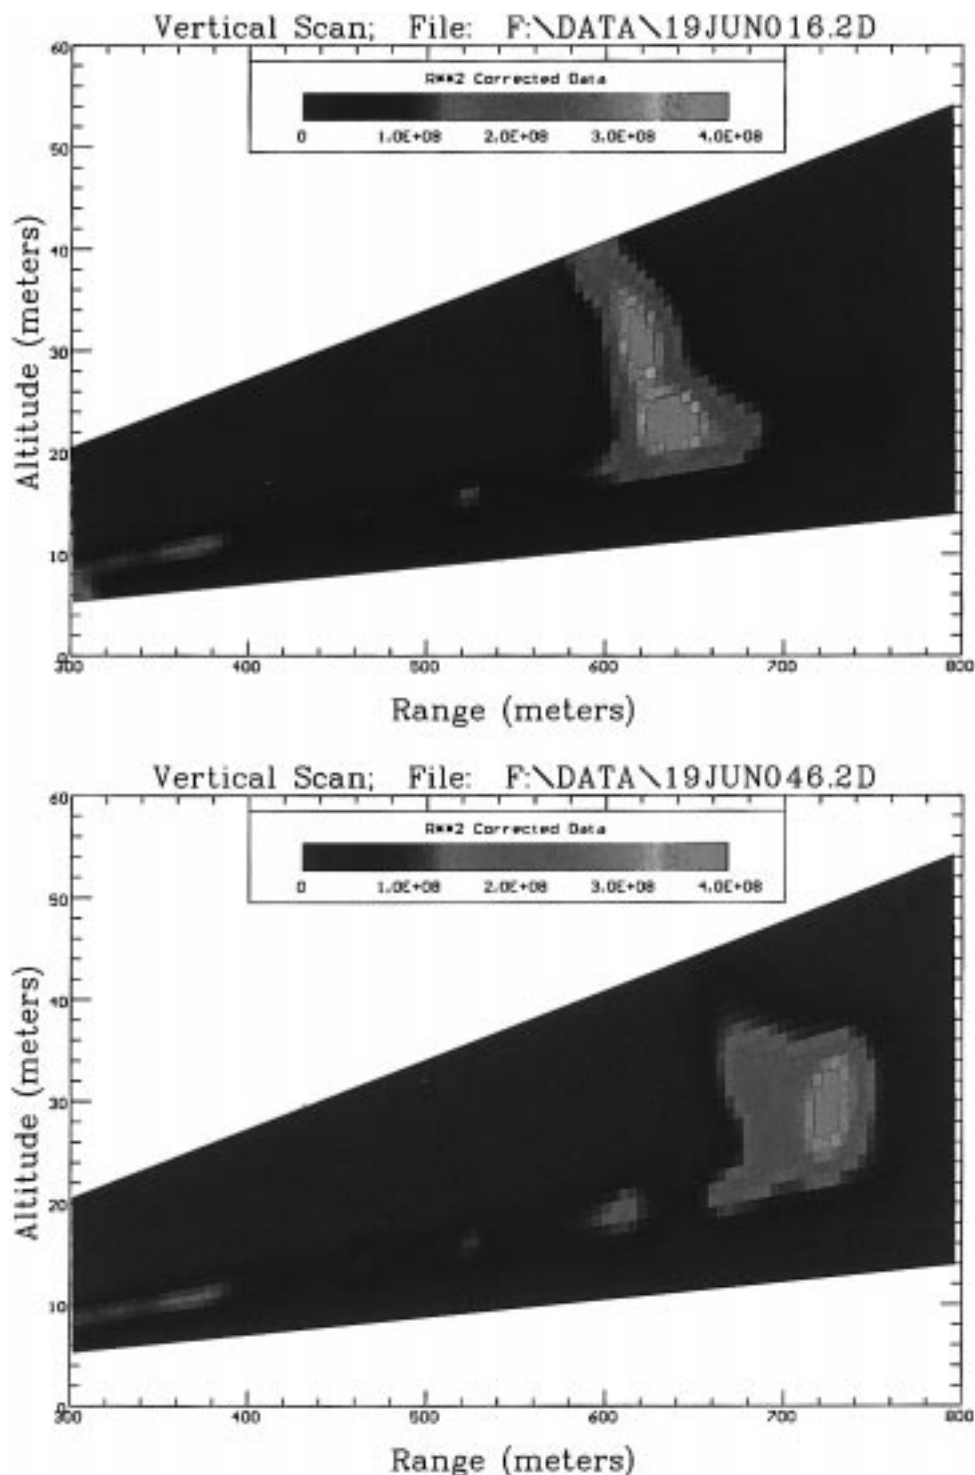 Vertical Scan; File: F:\DATA\19JUN016.2D
60
R**2 Corrected Data
0 1.0E+08 2.0E+08 3.0E+08 4.0E+08
50
40
30
20
10
0
Altitude (meters)
300 400 500 600 700 800
Range (meters)
Vertical Scan; File: F:\DATA\19JUN046.2D
60
R**2 Corrected Data
0 1.0E+08 2.0E+08 3.0E+08 4.0E+08
50
40
30
20
10
0
Altitude (meters)
300 400 500 600 700 800
Range (meters)